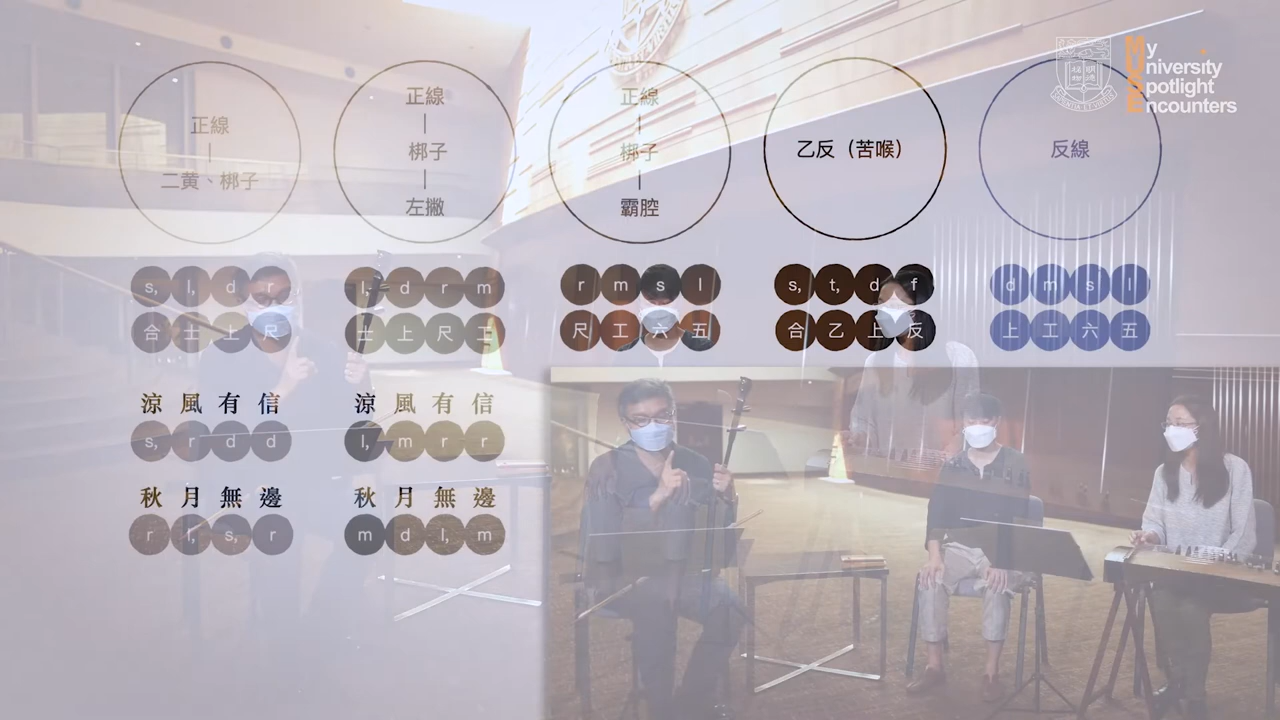 My
University
Spotlight
Encounters
正線
二黄、梆子
正線
梆子
左撇
正線
梆子
霸腔
乙反（苦喉）
反線
s, l, d r
合 士 上 尺
l, d r m
士 上 尺 工
r m s l
尺 工 六 五
s, t, d f
合 乙 上 反
d m s l
上 工 六 五
涼 風 有 信
s, r d d
秋 月 無 邊
r l, s, r
涼 風 有 信
l, m r r
秋 月 無 邊
m d l, m